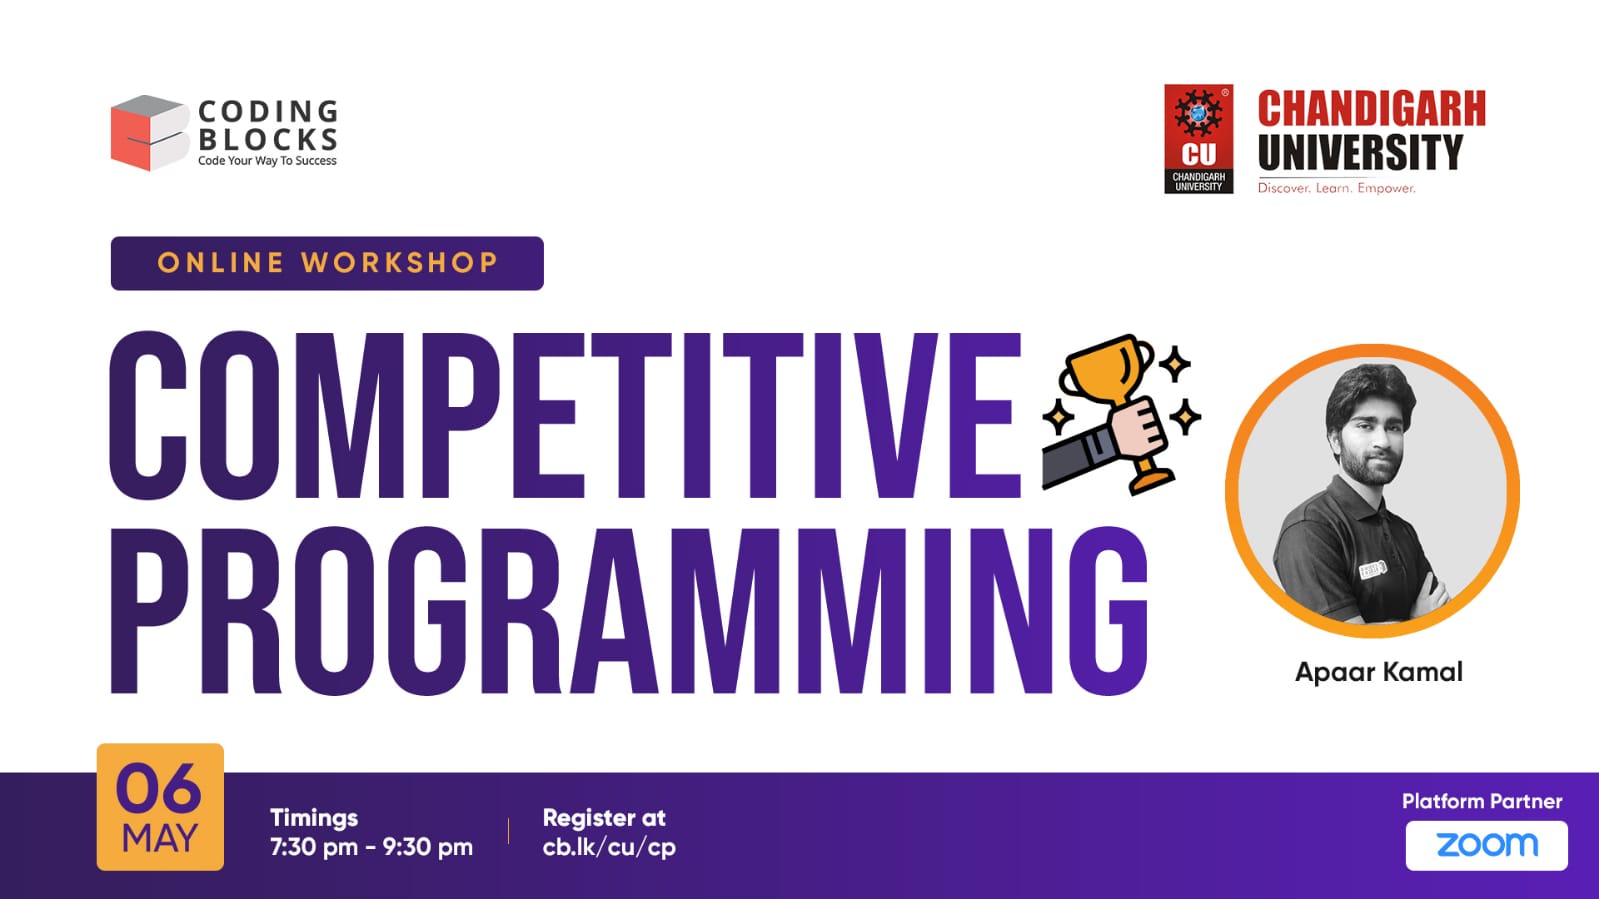 CODING
BLOCKS
Code Your Way To Success
®
CU
CHANDIGARH
UNIVERSITY
CHANDIGARH
UNIVERSITY
Discover. Learn. Empower.
ONLINE WORKSHOP
COMPETITIVE
PROGRAMMING
Apaar Kamal
06
MAY
Timings
7:30 pm - 9:30 pm
Register at
cb.lk/cu/cp
Platform Partner
zoom